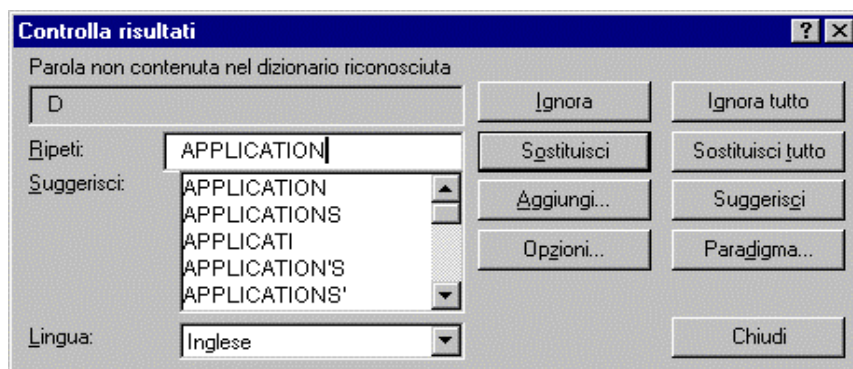 Controlla risultati
Parola non contenuta nel dizionario riconosciuta
D
Ignora
Ignora tutto
Ripeti:
APPLICATION
Sostituisci
Sostituisci tutto
Suggerisci:
APPLICATION
APPLICATIONS
APPLICATI
APPLICATION'S
APPLICATIONS'
Aggiungi...
Suggerisci
Opzioni...
Paradigma...
Lingua:
Inglese
Chiudi